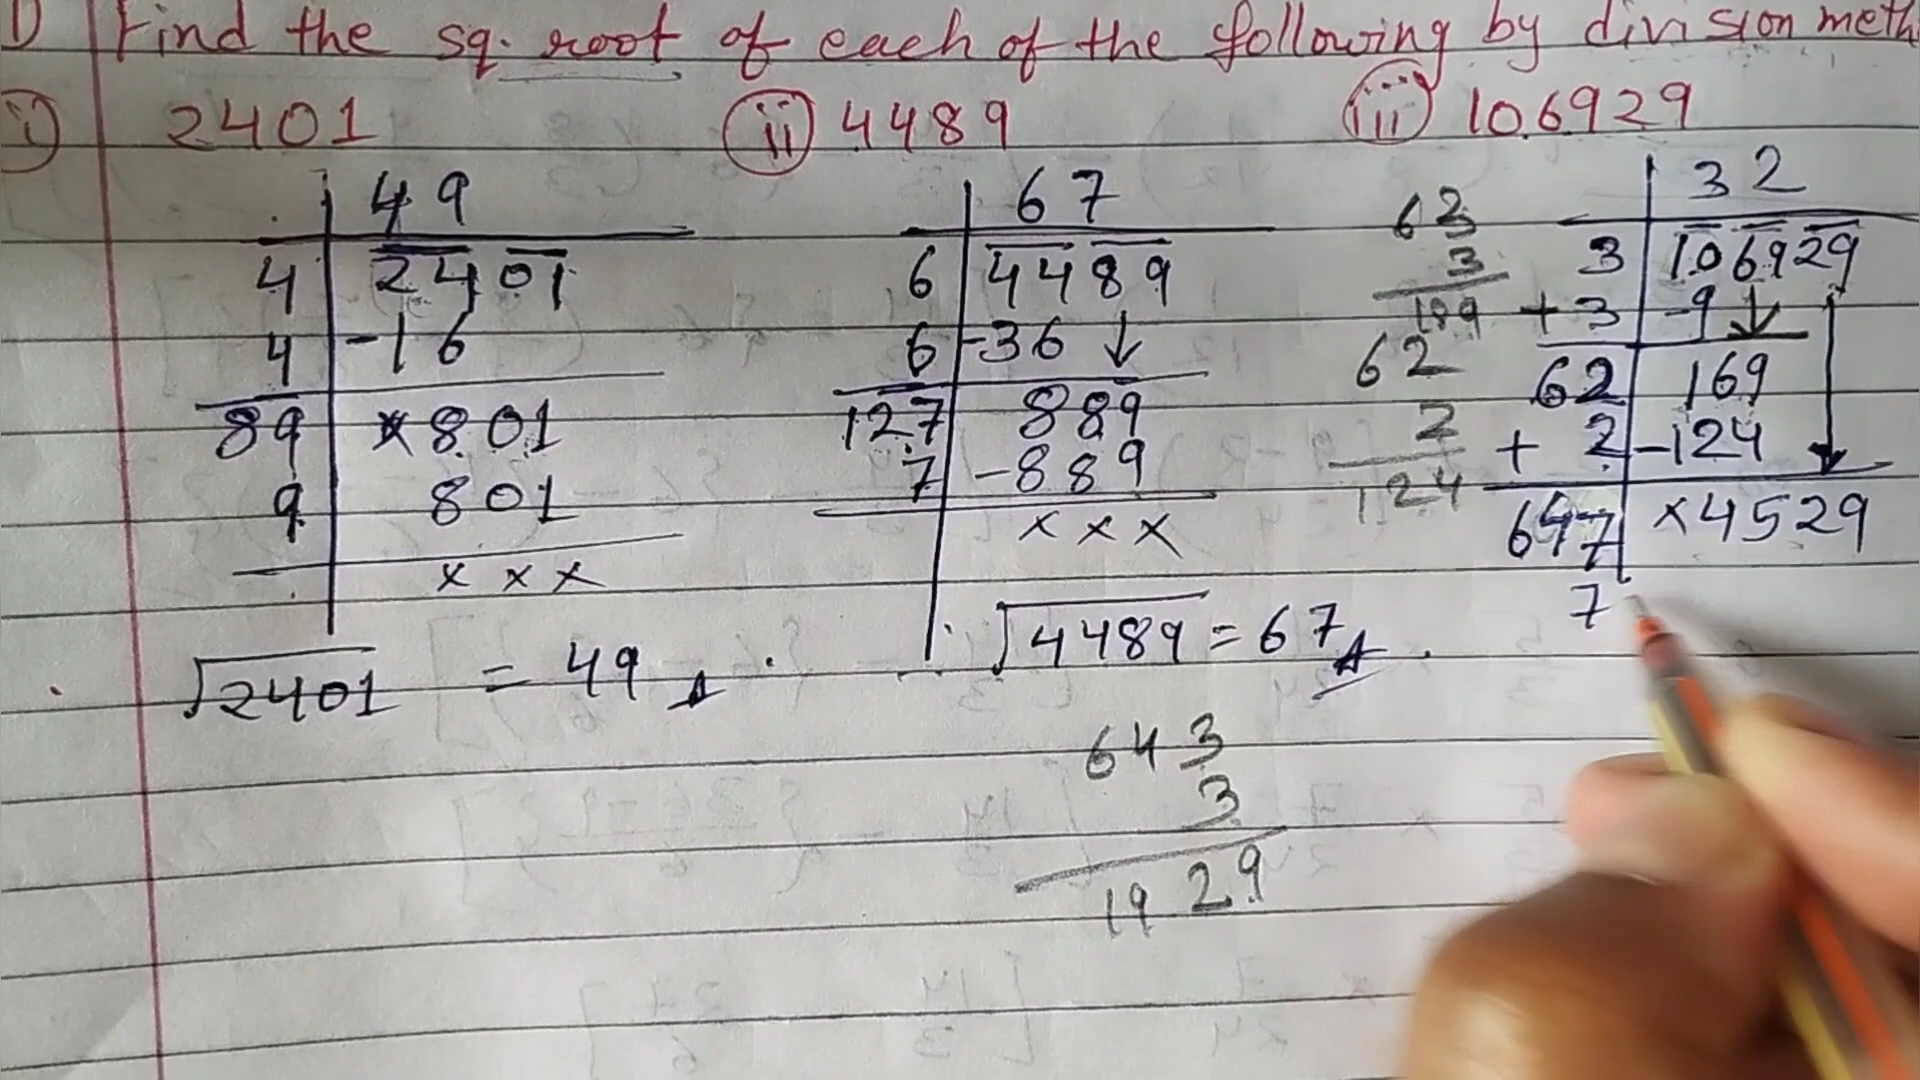 1) Find the sq. root of each of the following by division meth
i) 2401
4 9
4 2401
4 -16
89 ×801
9 801
× × ×
√2401 = 49
ii) 4489
67
6 4489
6 -36 ↓
127 889
7 -889
× × ×
√4489 = 67
643
3
1929
iii) 106929
32
3 106929
+3 -9 ↓
62 169
+ 2 -124
647 ×4529
7
63
3
189
62
2
124